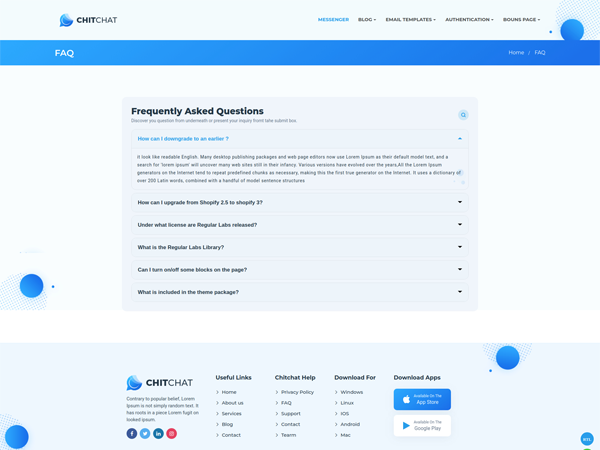 CHITCHAT
MESSENGER BLOG EMAIL TEMPLATES AUTHENTICATION BOUNS PAGE
FAQ
Home / FAQ
Frequently Asked Questions
Discover you question from underneath or present your inquiry fromt fahe submit box.
How can I downgrade to an earlier ?
it look like readable English. Many desktop publishing packages and web page editors now use Lorem Ipsum as their default model text, and a
search for 'lorem ipsum' will uncover many web sites still in their infancy. Various versions have evolved over the years,All the Lorem Ipsum
generators on the Internet tend to repeat predefined chunks as necessary, making this the first true generator on the Internet. It uses a dictionary of
over 200 Latin words, combined with a handful of model sentence structures
How can I upgrade from Shopify 2.5 to shopify 3?
Under what license are Regular Labs released?
What is the Regular Labs Library?
Can I turn on/off some blocks on the page?
What is included in the theme package?
CHITCHAT
Contrary to popular belief, Lorem
Ipsum is not simply random text. It
has roots in a piece Lorem fugit on
looked ipsum.
Useful Links
Home
About us
Services
Blog
Contact
Chitchat Help
Privacy Policy
FAQ
Support
Contact
Tearm
Download For
Windows
Linux
IOS
Android
Mac
Download Apps
Available On The
App Store
Available On The
Google Play
RTL